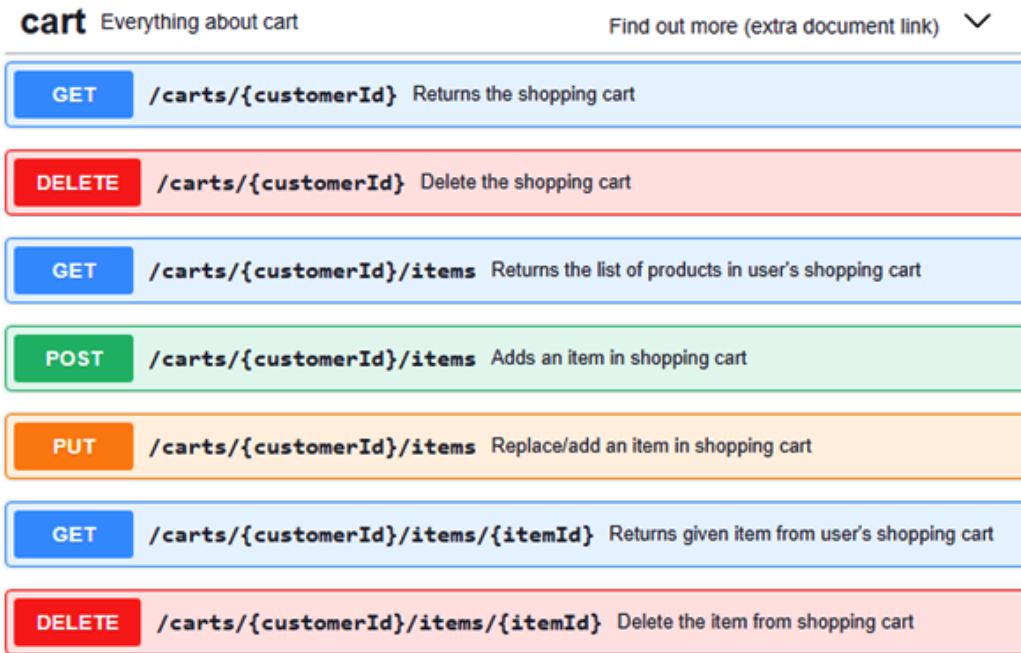 cart Everything about cart Find out more (extra document link)
GET /carts/{customerId} Returns the shopping cart
DELETE /carts/{customerId} Delete the shopping cart
GET /carts/{customerId}/items Returns the list of products in user's shopping cart
POST /carts/{customerId}/items Adds an item in shopping cart
PUT /carts/{customerId}/items Replace/add an item in shopping cart
GET /carts/{customerId}/items/{itemId} Returns given item from user's shopping cart
DELETE /carts/{customerId}/items/{itemId} Delete the item from shopping cart